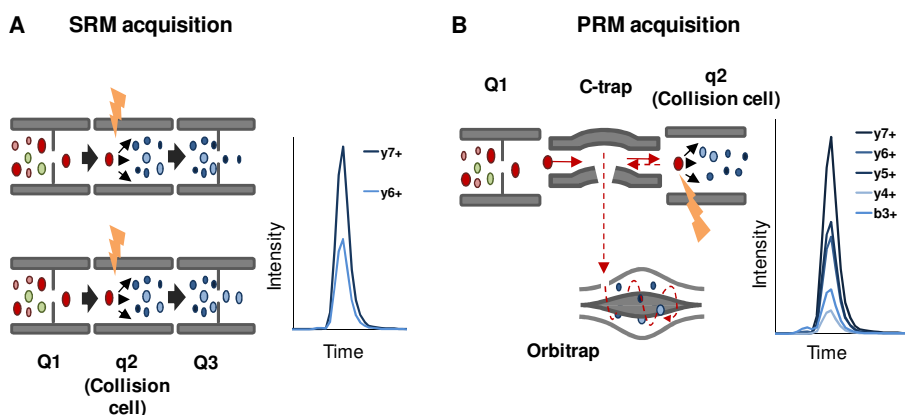 A SRM acquisition
Intensity
y7+
y6+
Time
Q1
q2
(Collision
cell)
Q3
B PRM acquisition
Q1
C-trap
q2
(Collision cell)
Orbitrap
Intensity
y7+
y6+
y5+
y4+
b3+
Time